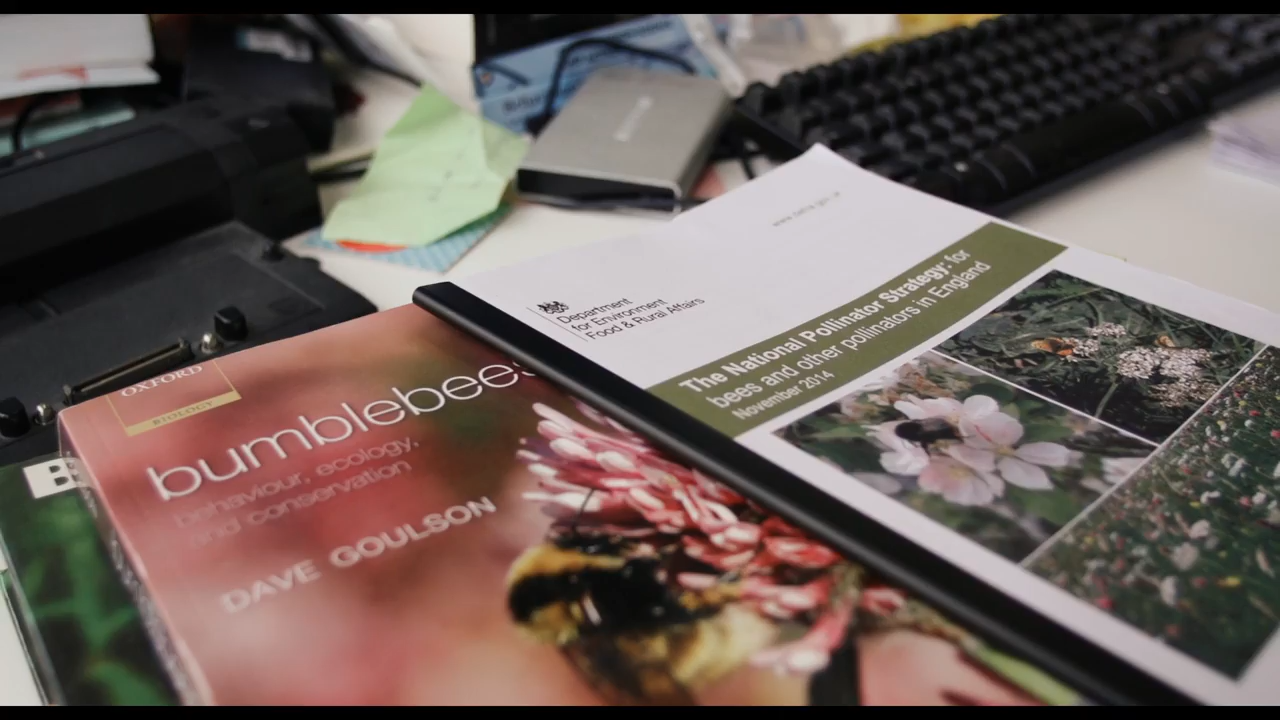 Department
for Environment
Food & Rural Affairs
The National Pollinator Strategy: for
bees and other pollinators in England
November 2014
OXFORD
BIOLOGY
bumblebees
behaviour, ecology,
and conservation
DAVE GOULSON